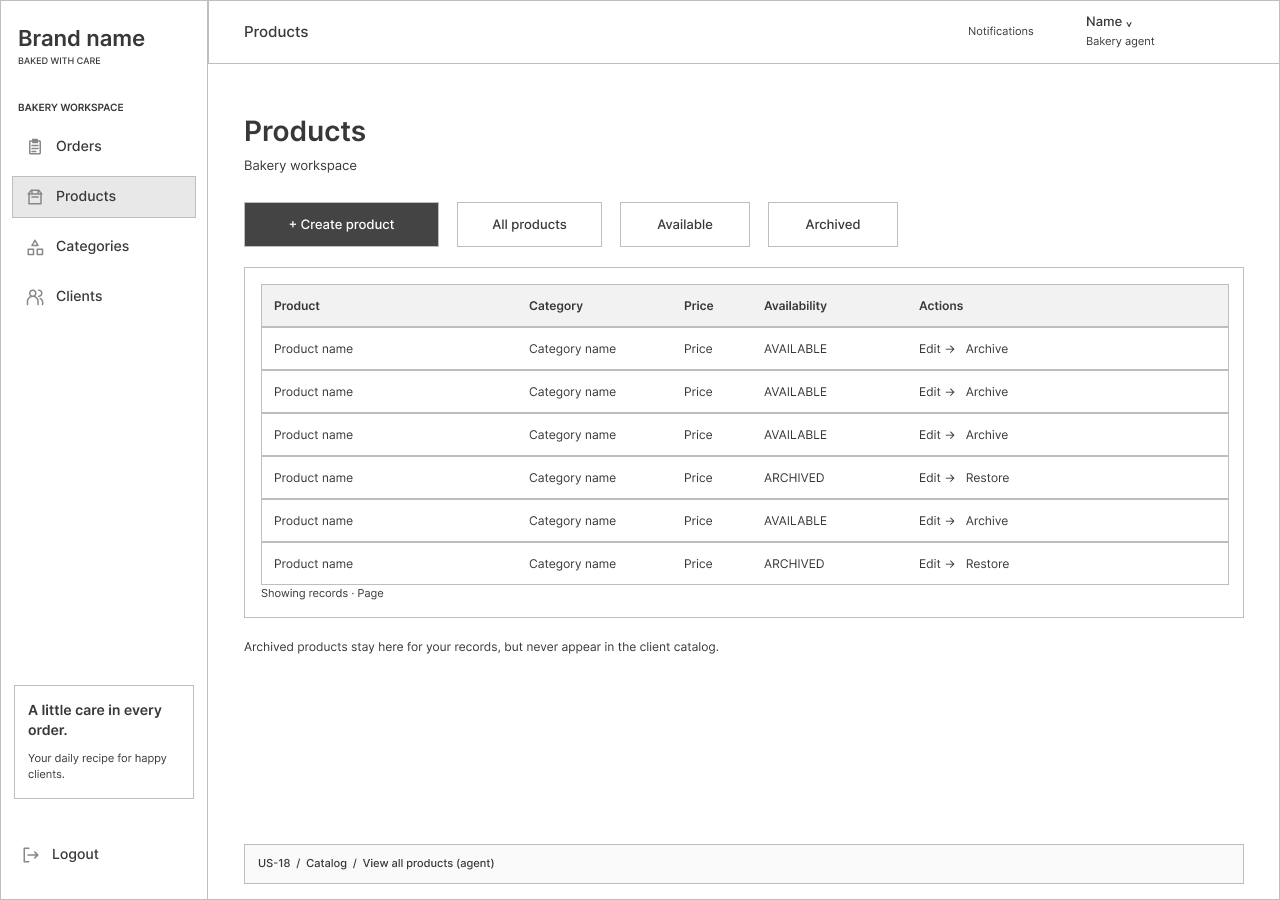 Brand name
BAKED WITH CARE
BAKERY WORKSPACE
Orders
Products
Categories
Clients
A little care in every
order.
Your daily recipe for happy
clients.
Logout
Products
Notifications
Name v
Bakery agent
Products
Bakery workspace
+ Create product
All products
Available
Archived
Product Category Price Availability Actions
Product name Category name Price AVAILABLE Edit → Archive
Product name Category name Price AVAILABLE Edit → Archive
Product name Category name Price AVAILABLE Edit → Archive
Product name Category name Price ARCHIVED Edit → Restore
Product name Category name Price AVAILABLE Edit → Archive
Product name Category name Price ARCHIVED Edit → Restore
Showing records · Page
Archived products stay here for your records, but never appear in the client catalog.
US-18 / Catalog / View all products (agent)